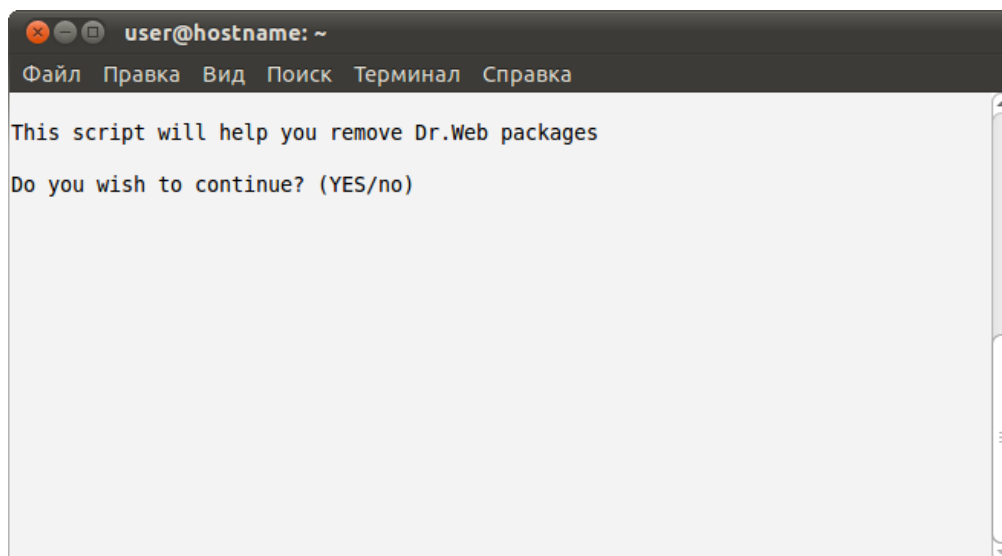 user@hostname: ~
Файл Правка Вид Поиск Терминал Справка
This script will help you remove Dr.Web packages
Do you wish to continue? (YES/no)